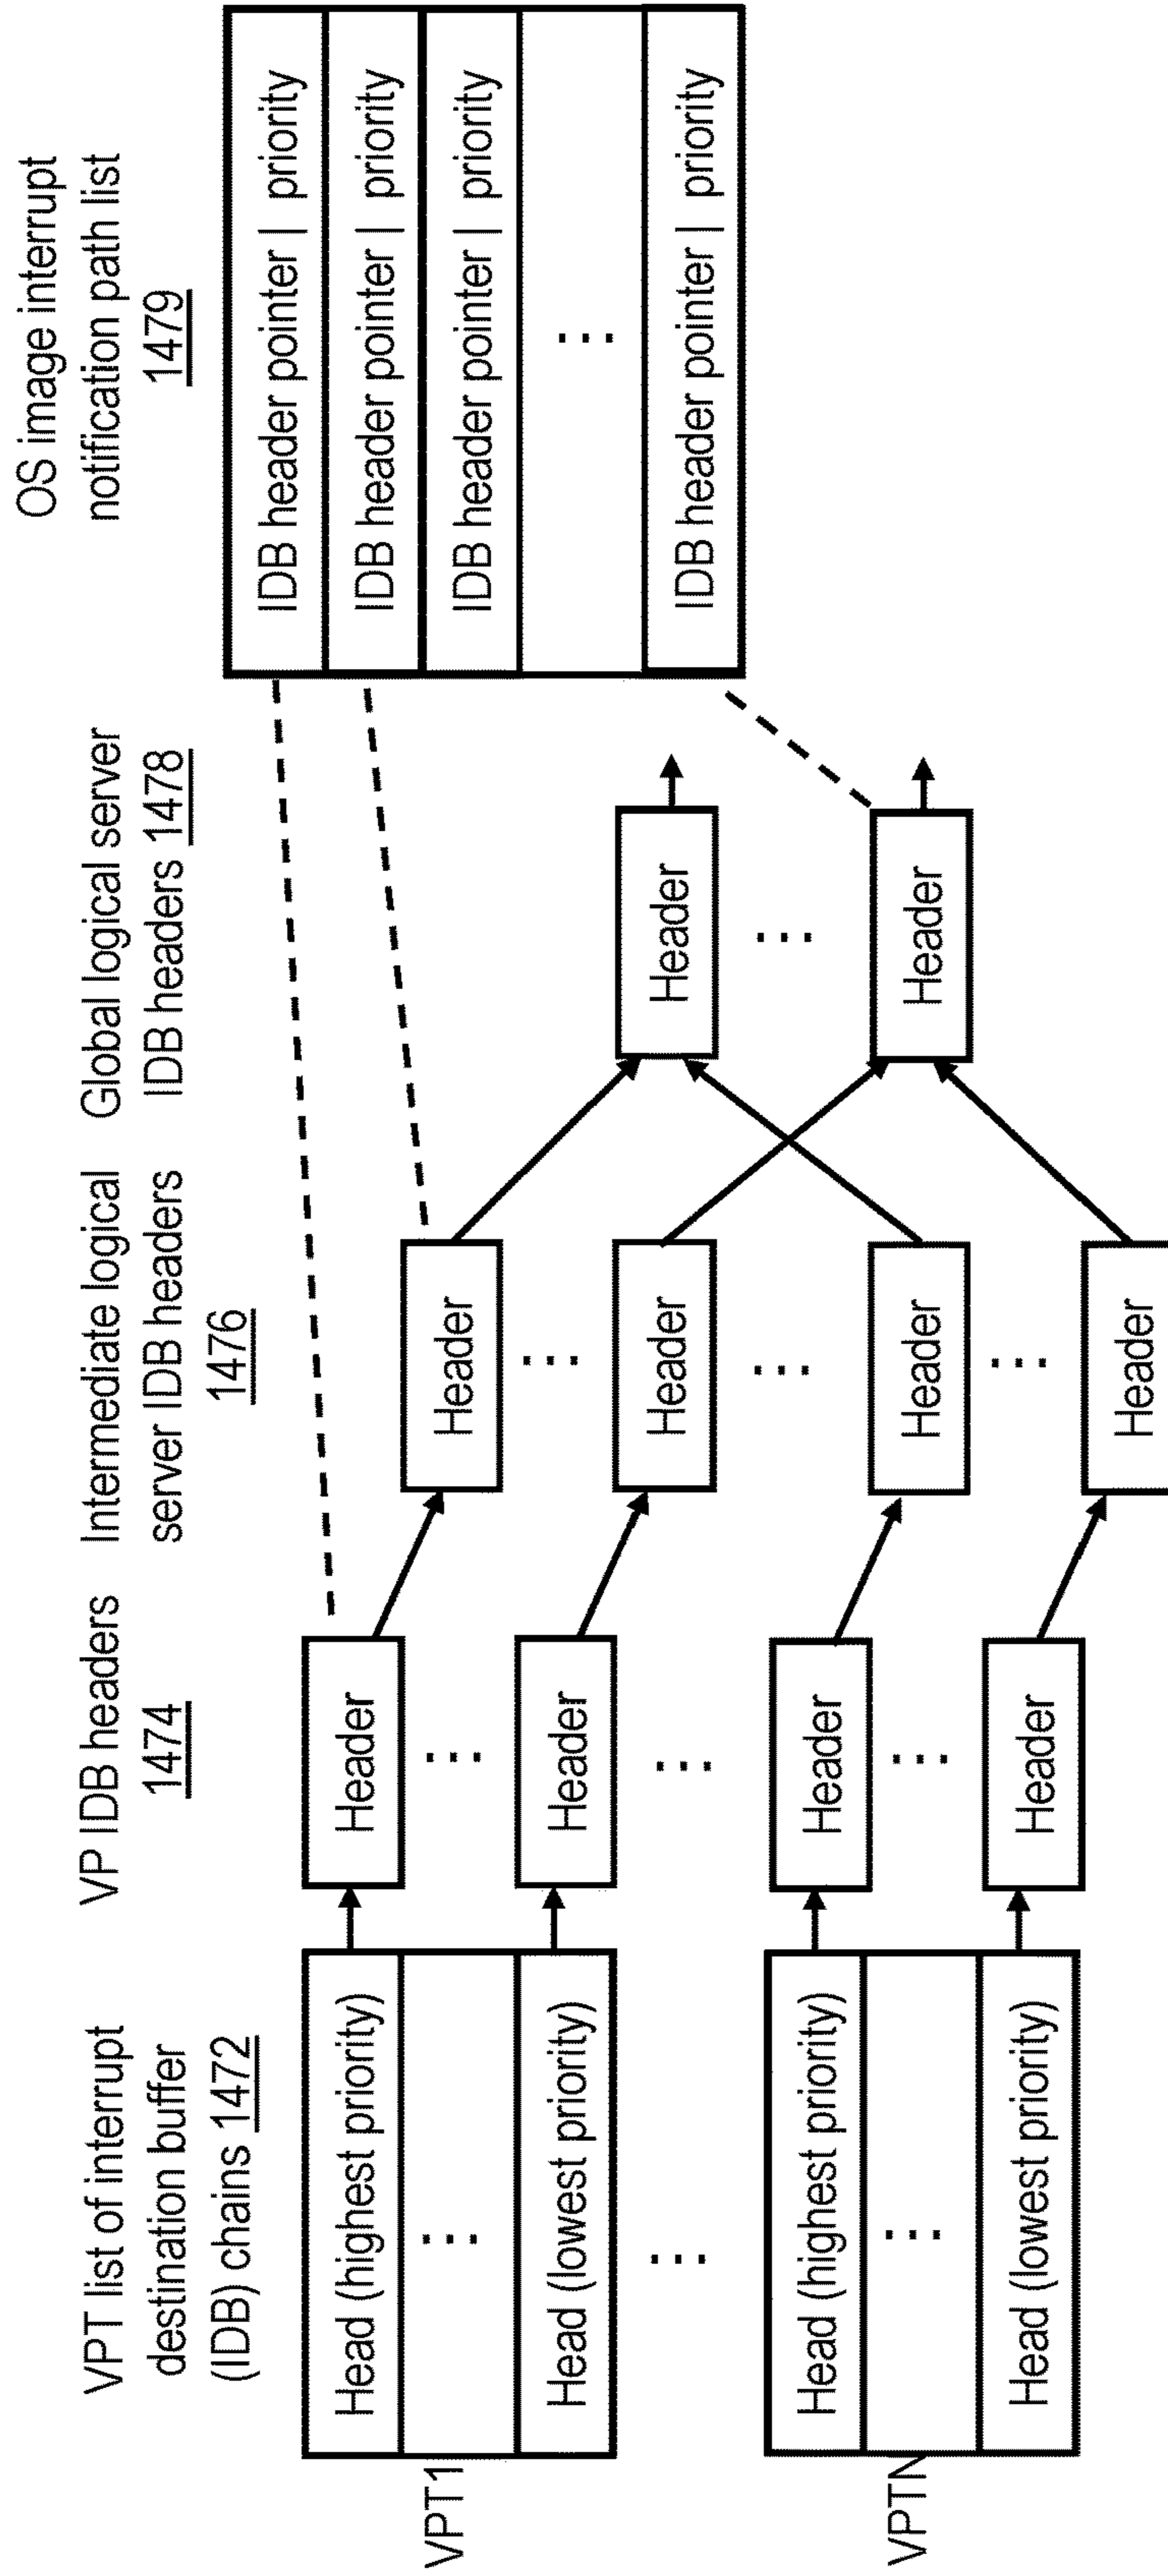 VPT list of interrupt
destination buffer
(IDB) chains 1472
VP IDB headers
1474
Intermediate logical
server IDB headers
1476
Global logical server
IDB headers 1478
OS image interrupt
notification path list
1479
VPT1
Head (highest priority)
...
Head (lowest priority)
...
VPTN
Head (highest priority)
...
Head (lowest priority)
Header
...
Header
...
Header
...
Header
Header
...
Header
...
Header
...
Header
Header
...
Header
IDB header pointer | priority
IDB header pointer | priority
IDB header pointer | priority
...
IDB header pointer | priority